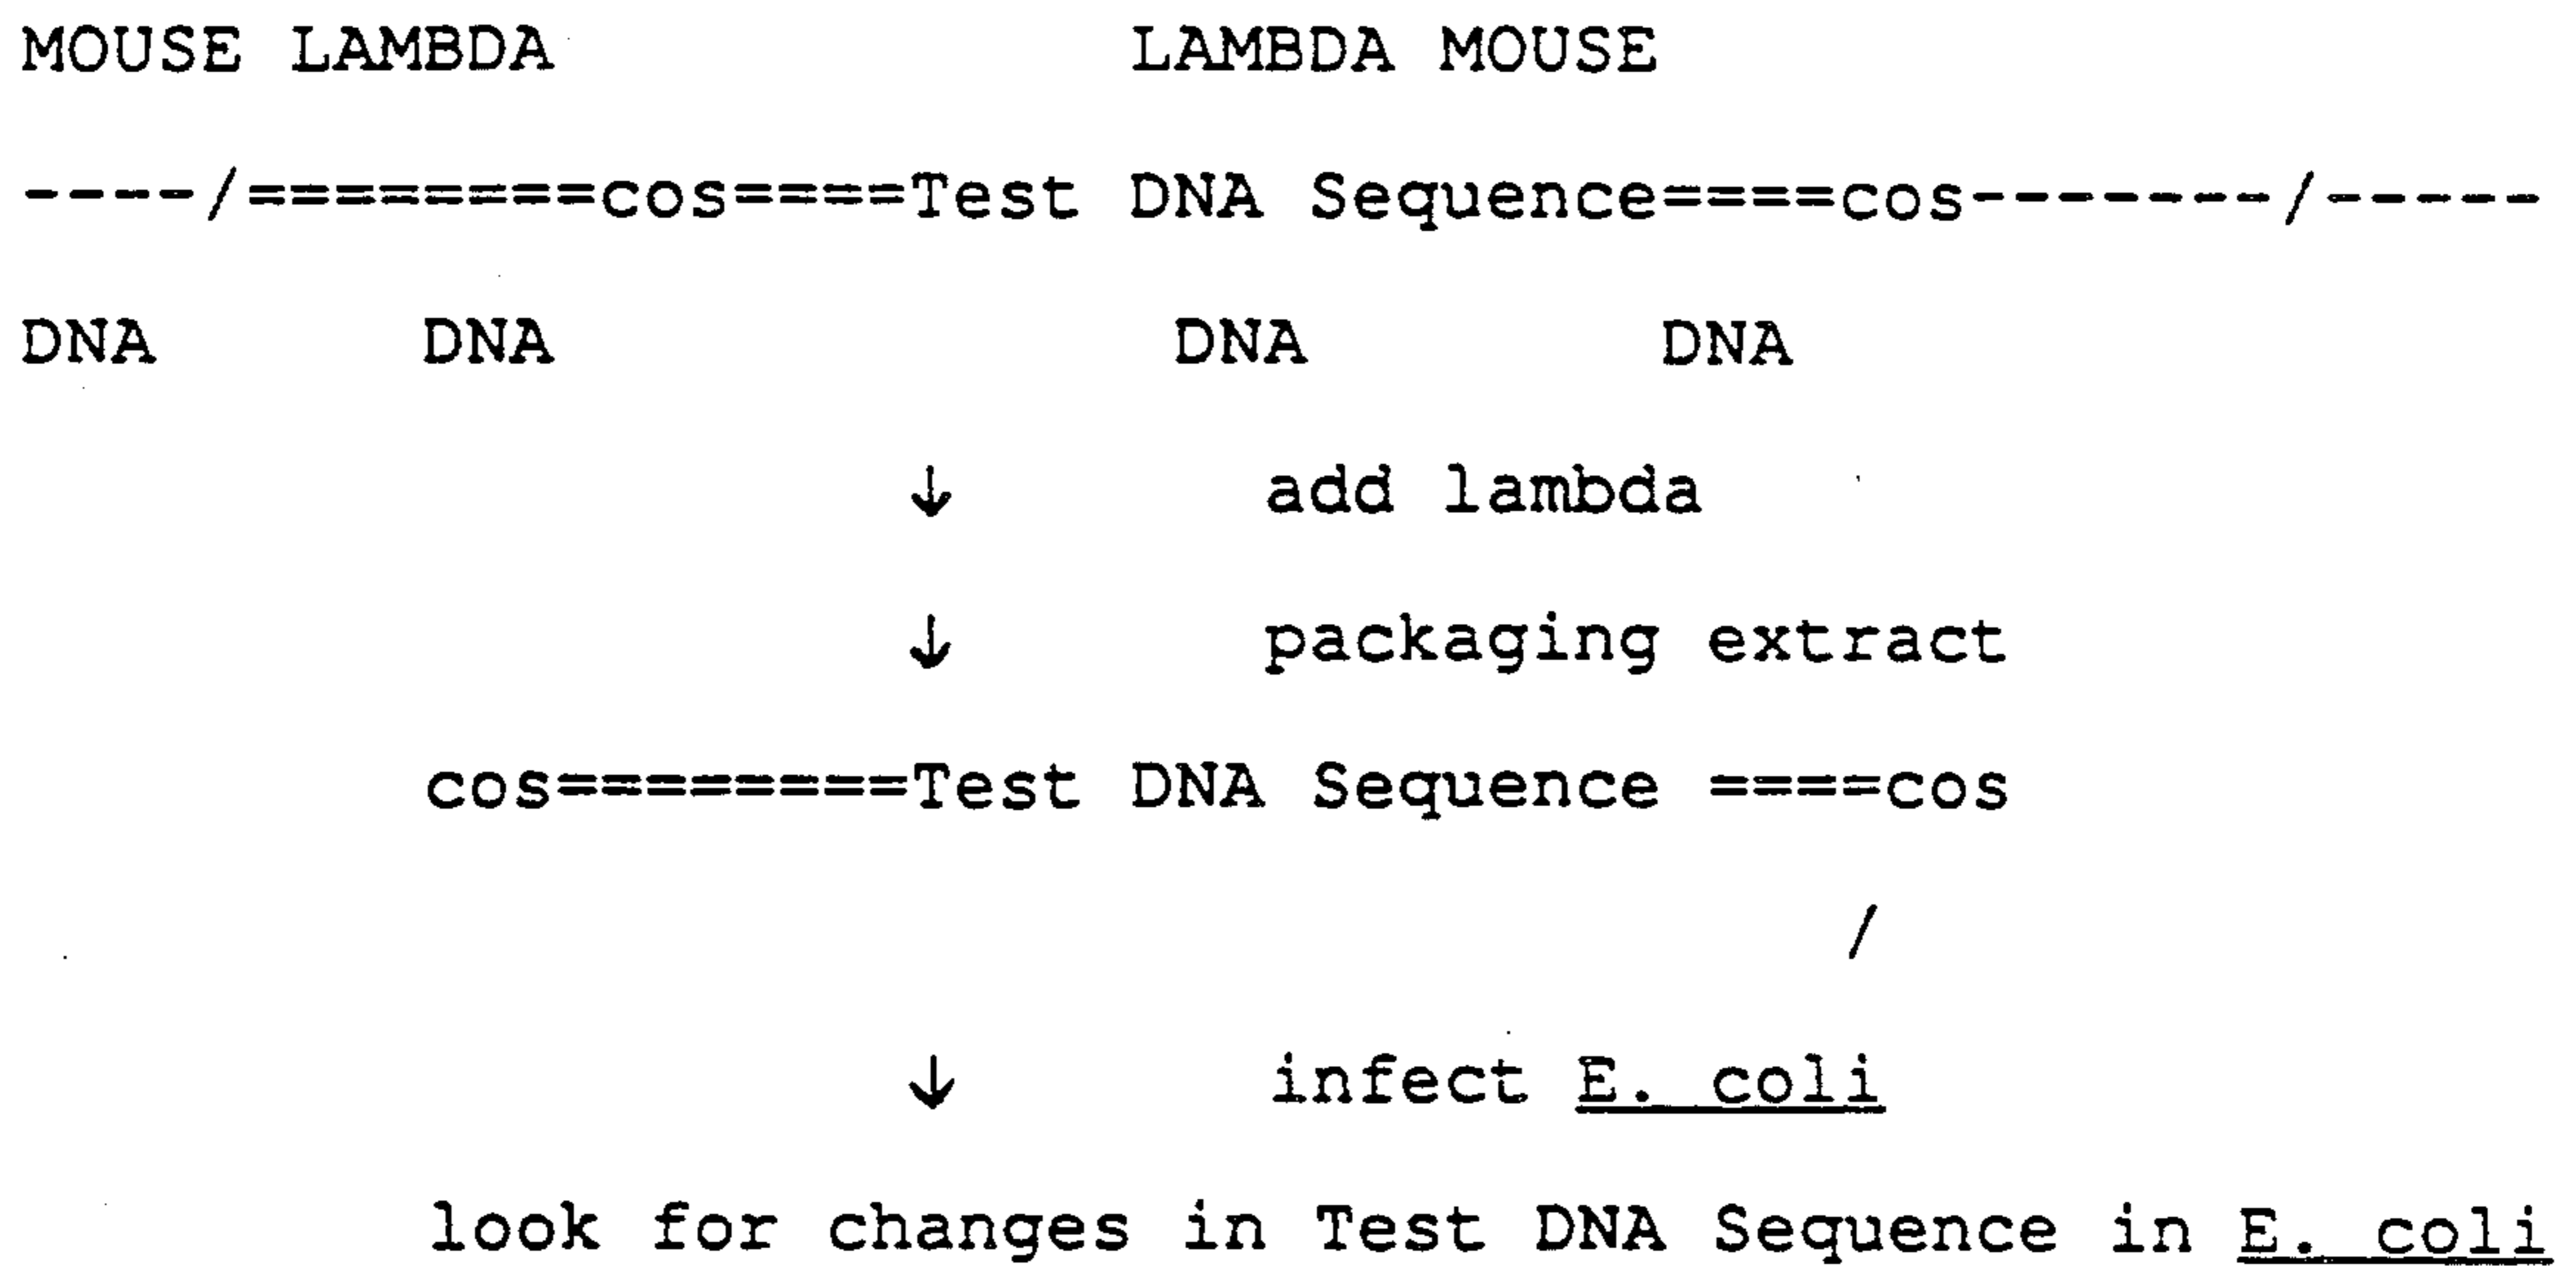 MOUSE LAMBDA LAMBDA MOUSE
----/========cos====Test DNA Sequence====cos-------/-----
DNA DNA DNA DNA
↓ add lambda
↓ packaging extract
cos========Test DNA Sequence ====cos
/
↓ infect E. coli
look for changes in Test DNA Sequence in E. coli